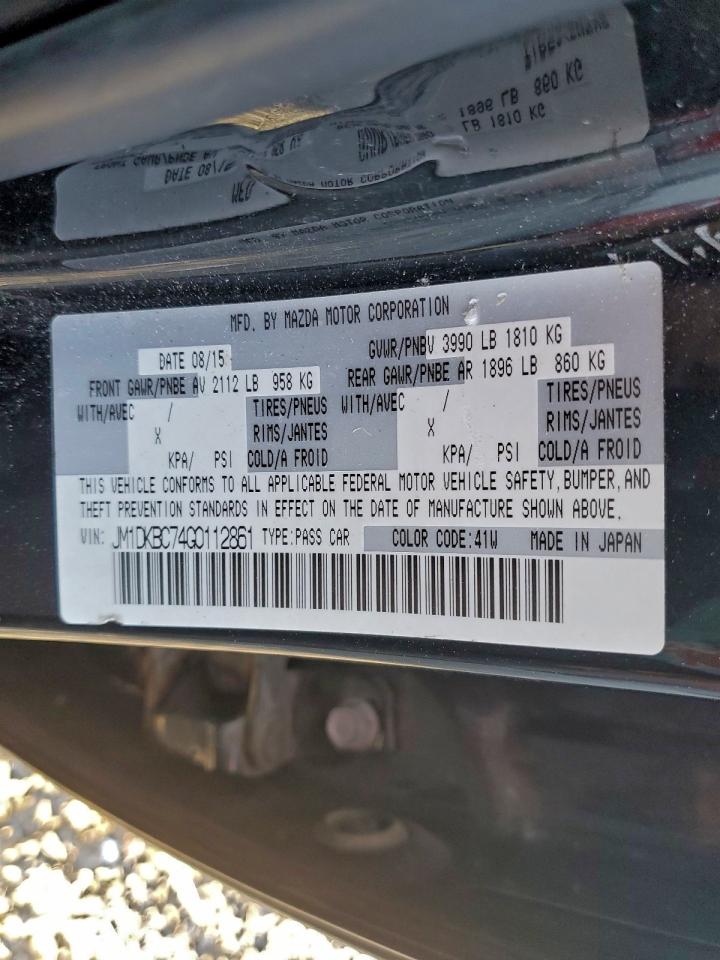 MFD. BY MAZDA MOTOR CORPORATION
DATE 08/15 GVWR/PNBV 3990 LB 1810 KG
FRONT GAWR/PNBE AV 2112 LB 958 KG REAR GAWR/PNBE AR 1896 LB 860 KG
WITH/AVEC / TIRES/PNEUS WITH/AVEC / TIRES/PNEUS
X RIMS/JANTES X RIMS/JANTES
KPA/ PSI COLD/A FROID KPA/ PSI COLD/A FROID
THIS VEHICLE CONFORMS TO ALL APPLICABLE FEDERAL MOTOR VEHICLE SAFETY, BUMPER, AND
THEFT PREVENTION STANDARDS IN EFFECT ON THE DATE OF MANUFACTURE SHOWN ABOVE.
VIN: JM1DKBC74G0112861 TYPE:PASS CAR COLOR CODE:41W MADE IN JAPAN